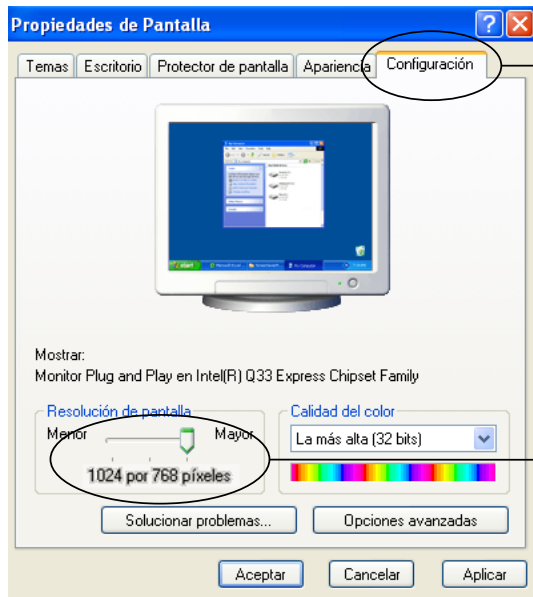 Propiedades de Pantalla
Temas Escritorio Protector de pantalla Apariencia Configuración
Mostrar:
Monitor Plug and Play en Intel(R) Q33 Express Chipset Family
Resolución de pantalla
Menor Mayor
1024 por 768 píxeles
Calidad del color
La más alta (32 bits)
Solucionar problemas... Opciones avanzadas
Aceptar Cancelar Aplicar